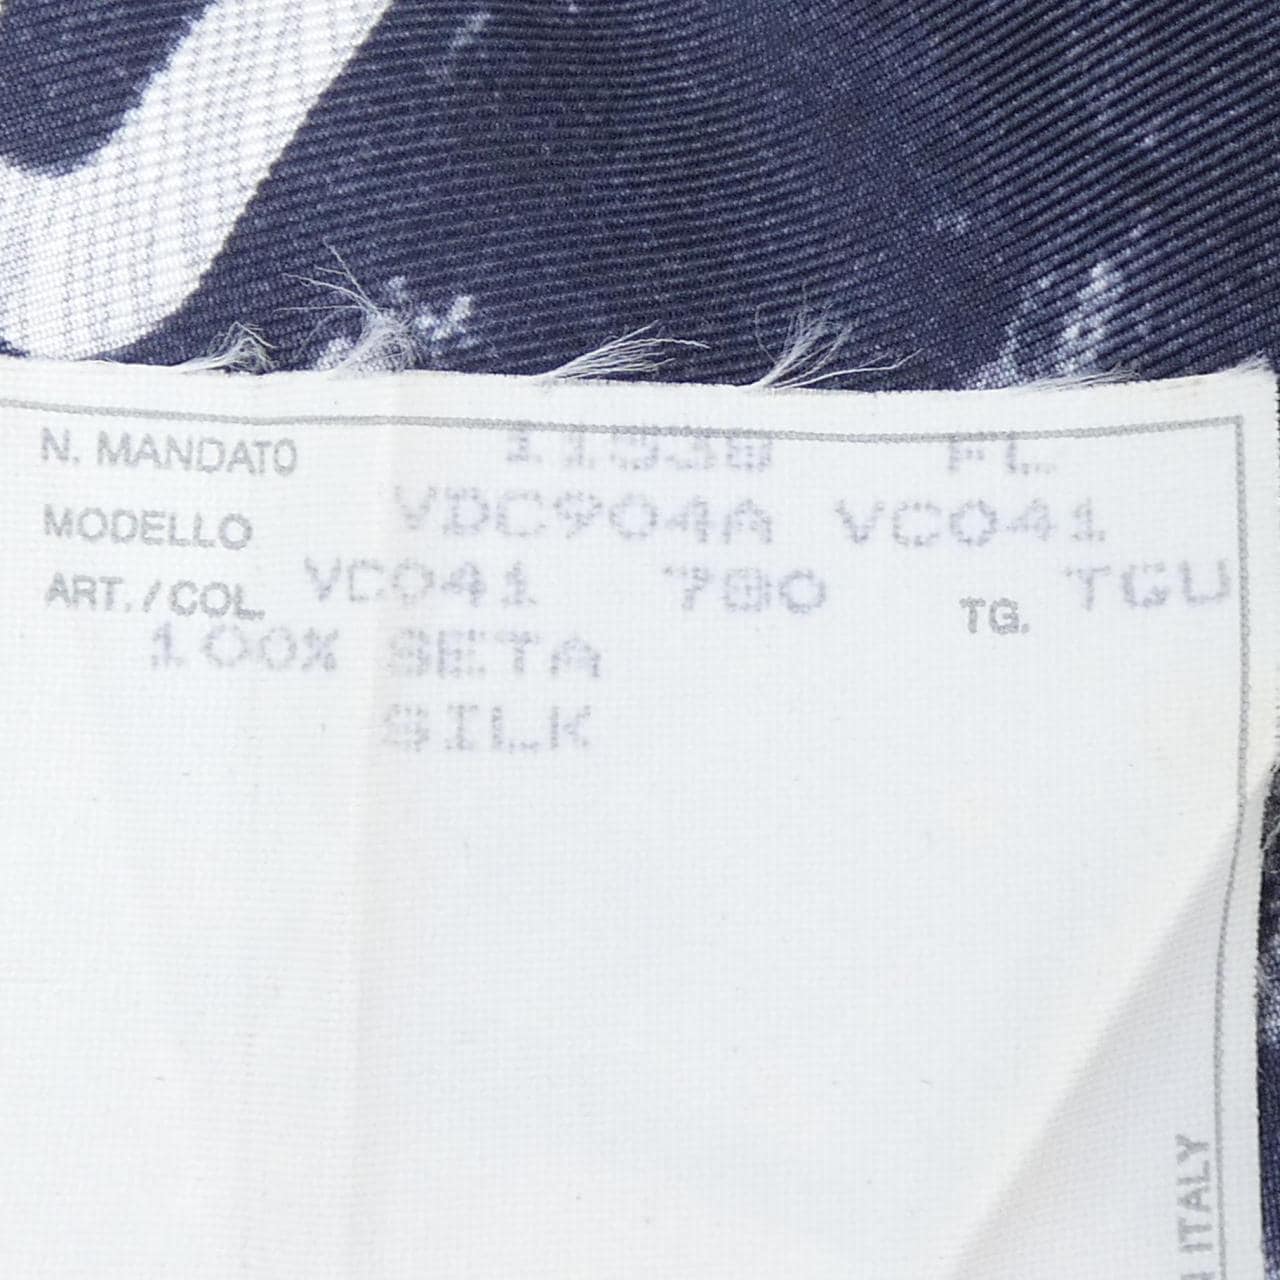 N. MANDATO
MODELLO VDC904A VC041
ART./COL. VC041 780 TG. TGU
100% SETA
SILK
ITALY